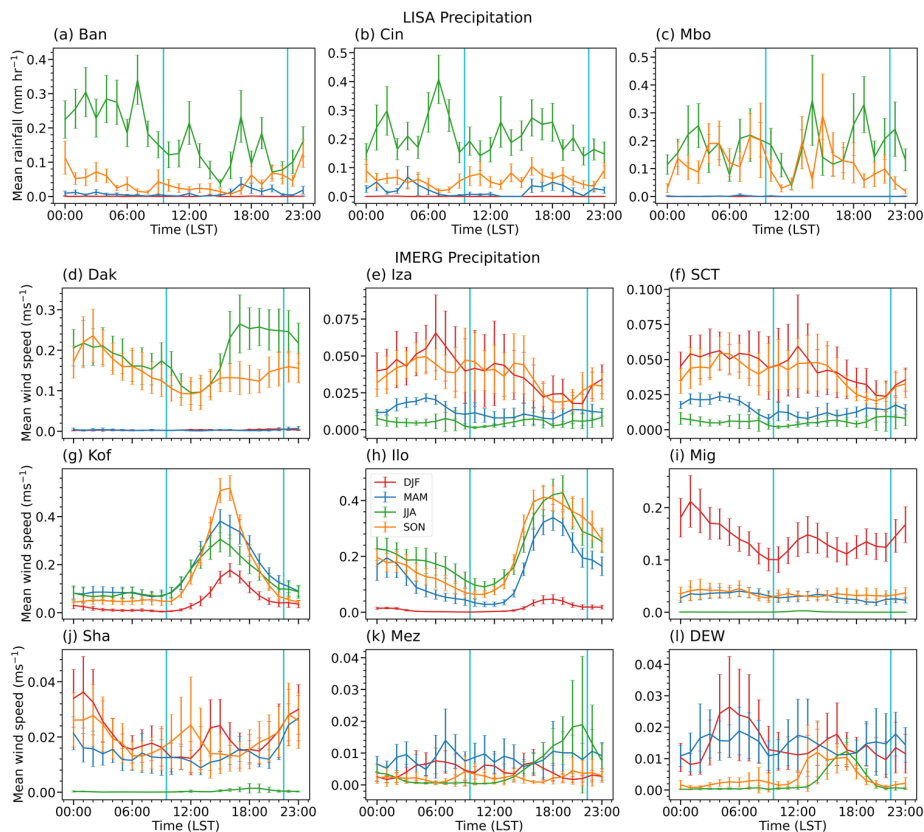 LISA Precipitation
(a) Ban (b) Cin (c) Mbo
Mean rainfall (mm hr⁻¹)
0.4 0.3 0.2 0.1 0.0
0.5 0.4 0.3 0.2 0.1 0.0
0.5 0.4 0.3 0.2 0.1 0.0
00:00 06:00 12:00 18:00 23:00 00:00 06:00 12:00 18:00 23:00 00:00 06:00 12:00 18:00 23:00
Time (LST) Time (LST) Time (LST)
IMERG Precipitation
(d) Dak (e) Iza (f) SCT
Mean wind speed (ms⁻¹)
0.3 0.2 0.1 0.0
0.075 0.050 0.025 0.000
0.100 0.075 0.050 0.025 0.000
(g) Kof (h) Ilo (i) Mig
Mean wind speed (ms⁻¹)
0.4 0.2 0.0
0.4 0.2 0.0
DJF
MAM
JJA
SON
0.2 0.1 0.0
(j) Sha (k) Mez (l) DEW
Mean wind speed (ms⁻¹)
0.04 0.02 0.00
0.04 0.03 0.02 0.01 0.00
0.04 0.03 0.02 0.01 0.00
00:00 06:00 12:00 18:00 23:00 00:00 06:00 12:00 18:00 23:00 00:00 06:00 12:00 18:00 23:00
Time (LST) Time (LST) Time (LST)